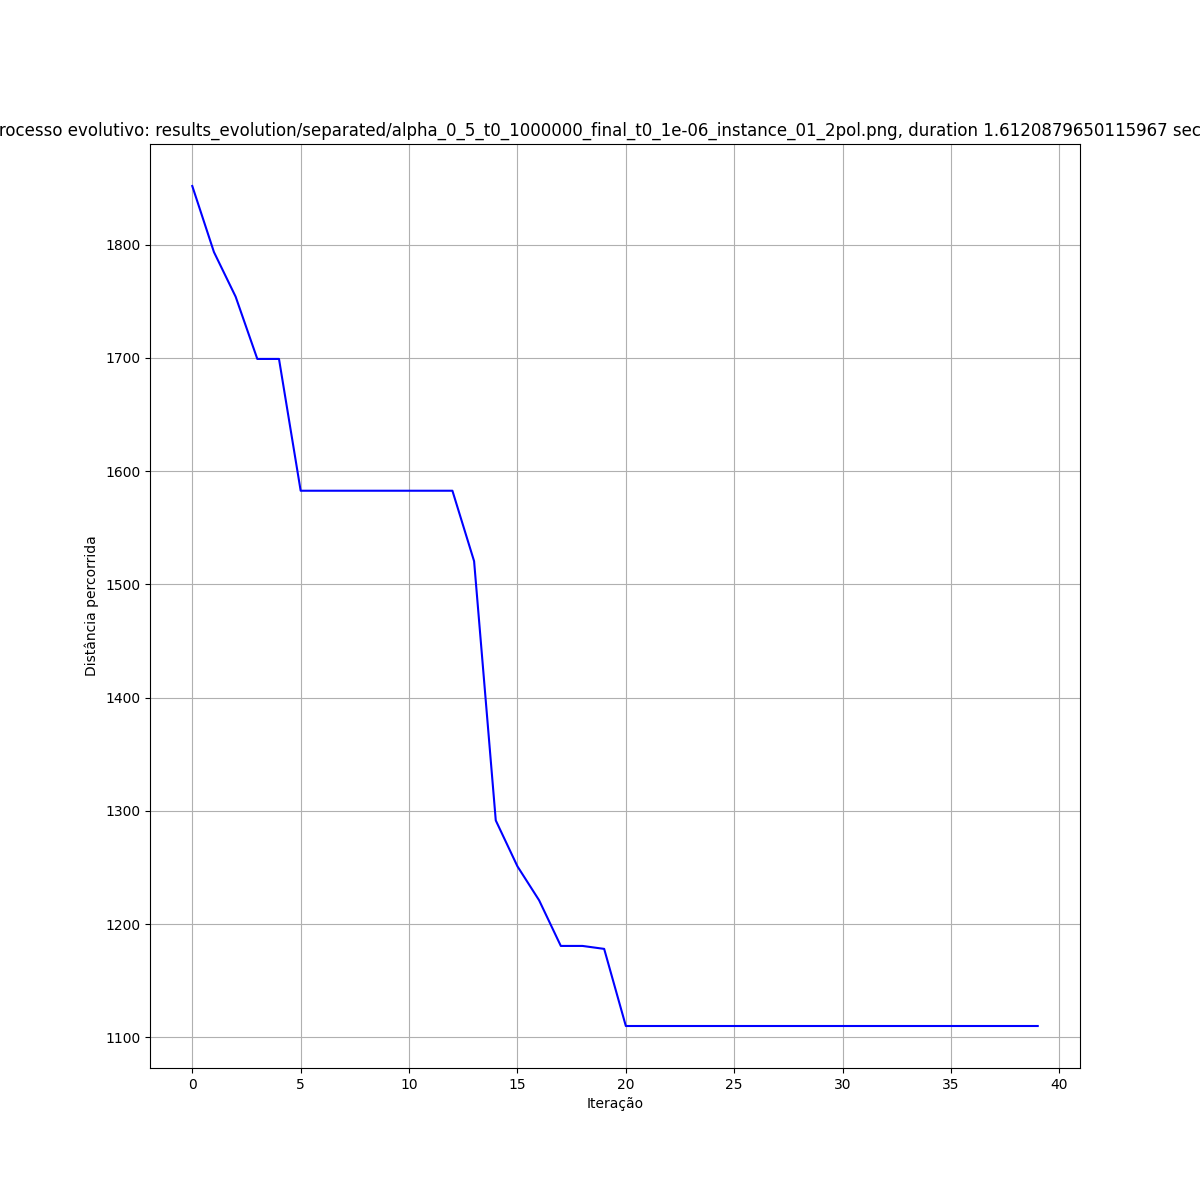 rocesso evolutivo: results_evolution/separated/alpha_0_5_t0_1000000_final_t0_1e-06_instance_01_2pol.png, duration 1.6120879650115967 sec
1800
1700
1600
1500
1400
1300
1200
1100
Distância percorrida
0 5 10 15 20 25 30 35 40
Iteração